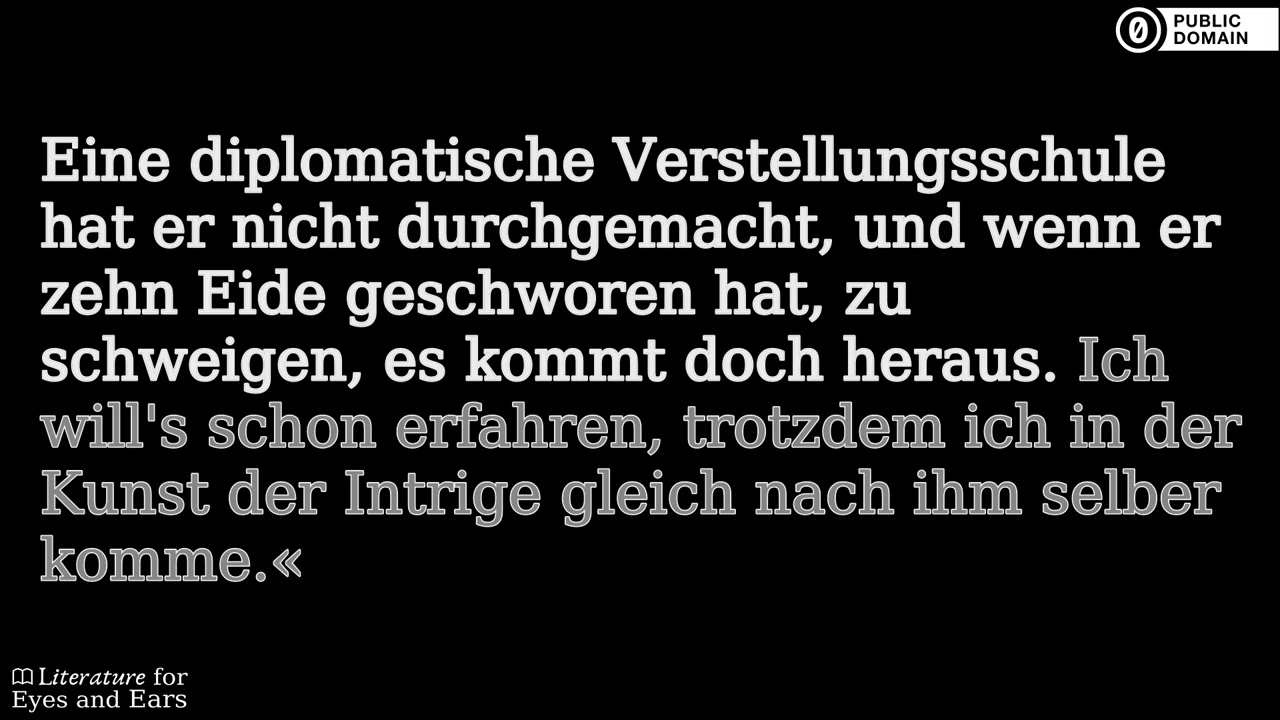 PUBLIC
DOMAIN
Eine diplomatische Verstellungsschule
hat er nicht durchgemacht, und wenn er
zehn Eide geschworen hat, zu
schweigen, es kommt doch heraus. Ich
will's schon erfahren, trotzdem ich in der
Kunst der Intrige gleich nach ihm selber
komme.«
Literature for
Eyes and Ears